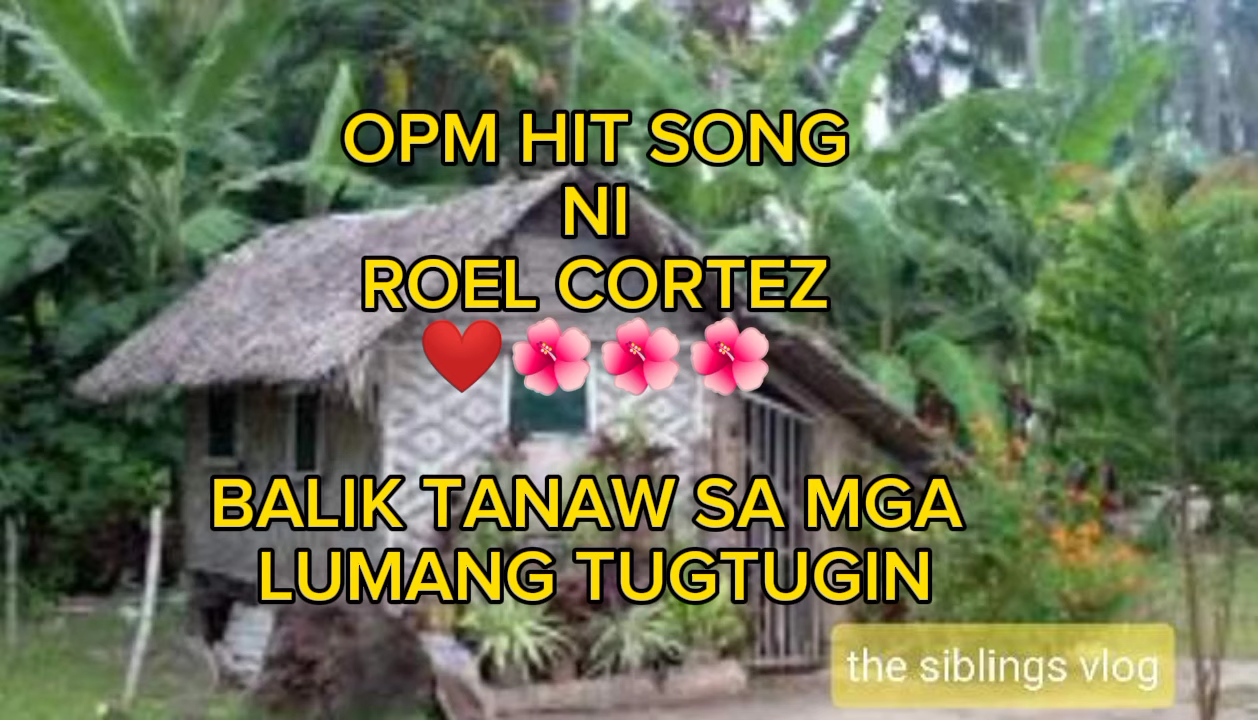 OPM HIT SONG
NI
ROEL CORTEZ
❤️🌺🌺🌺
BALIK TANAW SA MGA
LUMANG TUGTUGIN
the siblings vlog